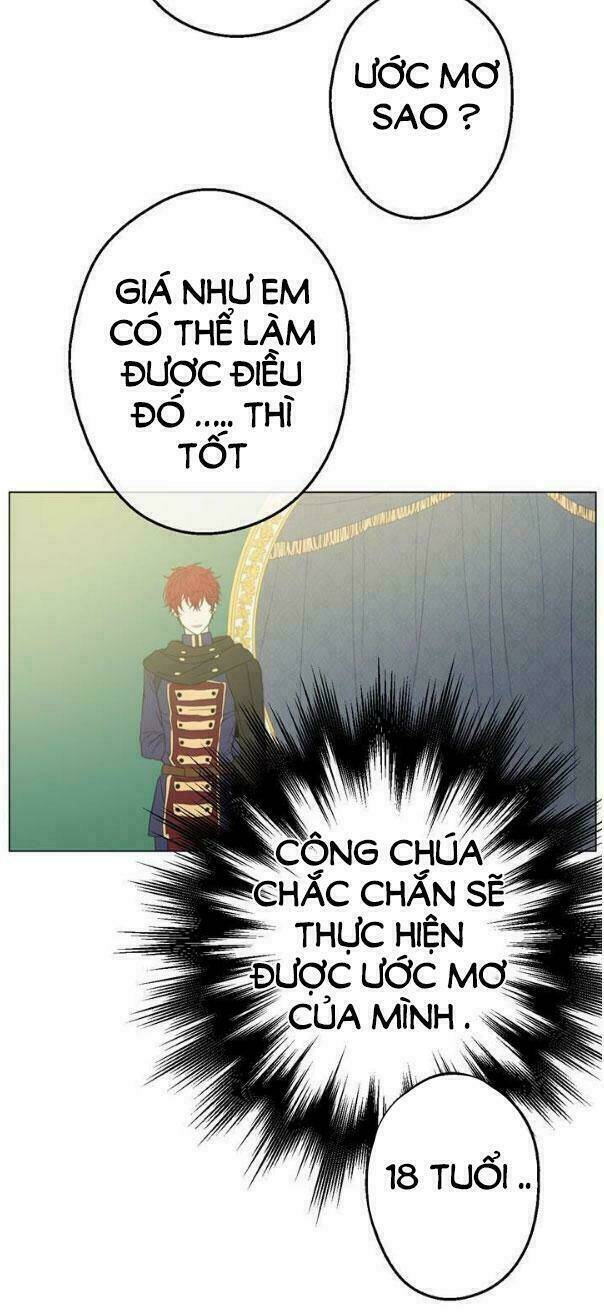 ƯỚC MƠ
SAO ?
GIÁ NHƯ EM
CÓ THỂ LÀM
ĐƯỢC ĐIỀU
ĐÓ ..... THÌ
TỐT
CÔNG CHÚA
CHẮC CHẮN SẼ
THỰC HIỆN
ĐƯỢC ƯỚC MƠ
CỦA MÌNH .
18 TUỔI ..